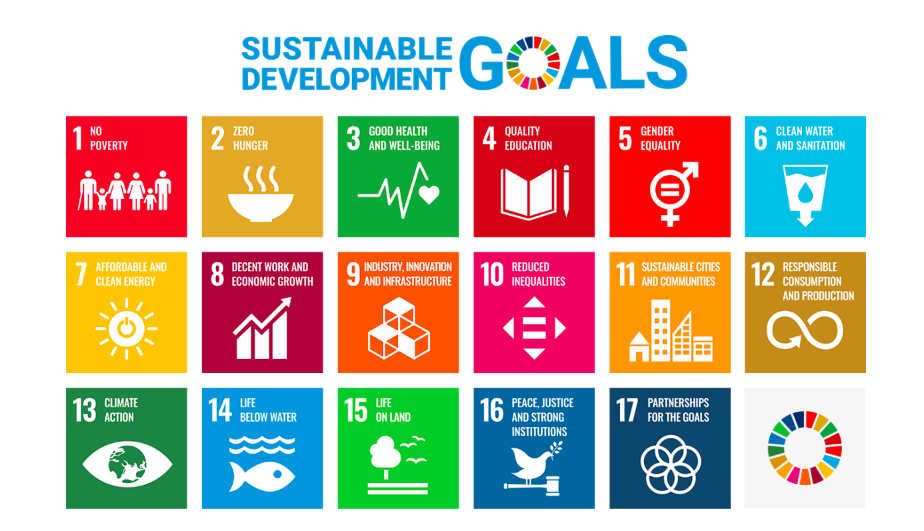 SUSTAINABLE
DEVELOPMENT
GOALS
1 NO
POVERTY
2 ZERO
HUNGER
3 GOOD HEALTH
AND WELL-BEING
4 QUALITY
EDUCATION
5 GENDER
EQUALITY
6 CLEAN WATER
AND SANITATION
7 AFFORDABLE AND
CLEAN ENERGY
8 DECENT WORK AND
ECONOMIC GROWTH
9 INDUSTRY, INNOVATION
AND INFRASTRUCTURE
10 REDUCED
INEQUALITIES
11 SUSTAINABLE CITIES
AND COMMUNITIES
12 RESPONSIBLE
CONSUMPTION
AND PRODUCTION
13 CLIMATE
ACTION
14 LIFE
BELOW WATER
15 LIFE
ON LAND
16 PEACE, JUSTICE
AND STRONG
INSTITUTIONS
17 PARTNERSHIPS
FOR THE GOALS